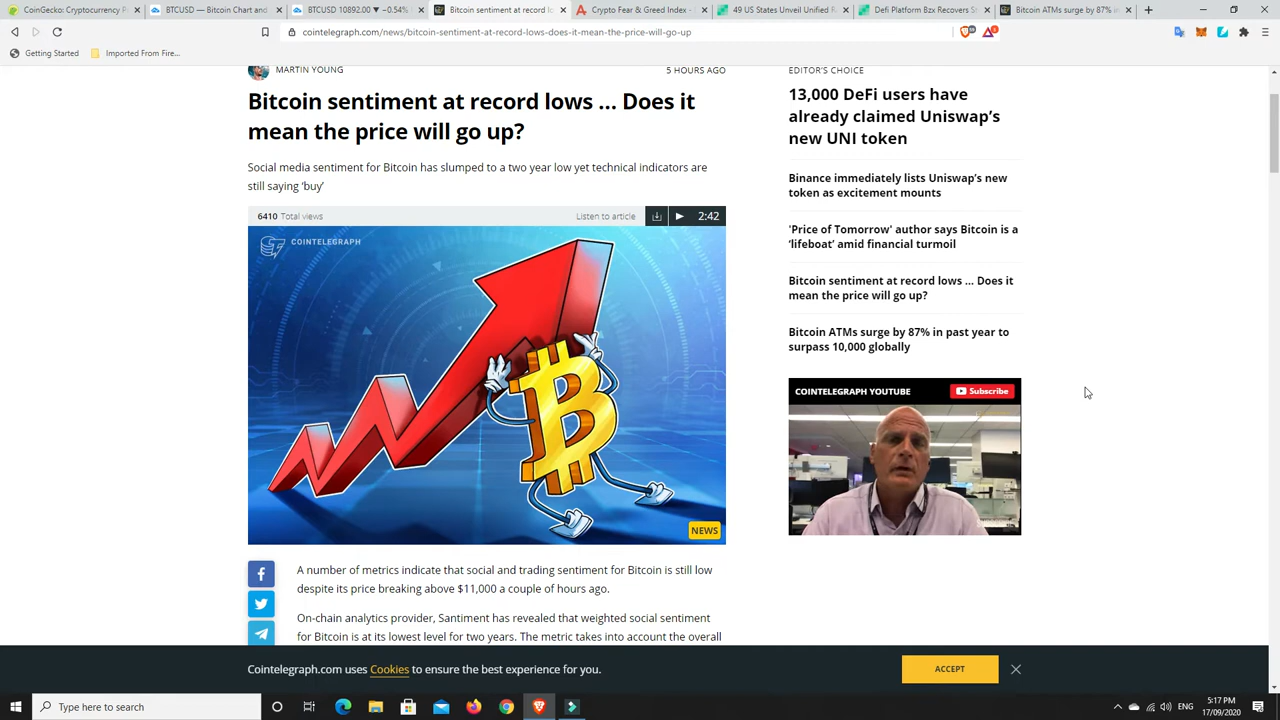 CoinGecko: Cryptocurrency P
BTCUSD — Bitcoin Chart and
BTCUSD 10892.00 ▼ −0.54%
Bitcoin sentiment at record lo
Crypto Fear & Greed Index -
49 US States Unveil Unified R
Defi Platform Bzx Recovers S
Bitcoin ATMs surge by 87% in
cointelegraph.com/news/bitcoin-sentiment-at-record-lows-does-it-mean-the-price-will-go-up
Getting Started
Imported From Fire...
MARTIN YOUNG
5 HOURS AGO
Bitcoin sentiment at record lows ... Does it
mean the price will go up?
Social media sentiment for Bitcoin has slumped to a two year low yet technical indicators are
still saying ‘buy’
6410 Total views
Listen to article
2:42
COINTELEGRAPH
NEWS
A number of metrics indicate that social and trading sentiment for Bitcoin is still low
despite its price breaking above $11,000 a couple of hours ago.
On-chain analytics provider, Santiment has revealed that weighted social sentiment
for Bitcoin is at its lowest level for two years. The metric takes into account the overall
EDITOR'S CHOICE
13,000 DeFi users have
already claimed Uniswap’s
new UNI token
Binance immediately lists Uniswap’s new
token as excitement mounts
'Price of Tomorrow' author says Bitcoin is a
‘lifeboat’ amid financial turmoil
Bitcoin sentiment at record lows ... Does it
mean the price will go up?
Bitcoin ATMs surge by 87% in past year to
surpass 10,000 globally
COINTELEGRAPH YOUTUBE
Subscribe
Cointelegraph.com uses Cookies to ensure the best experience for you.
ACCEPT
Type here to search
ENG
5:17 PM
17/09/2020